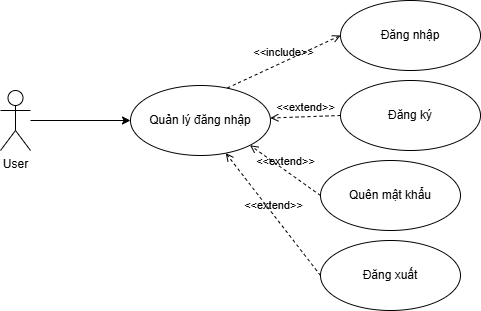 Đăng nhập
<<include>>
<<extend>>
Đăng ký
Quản lý đăng nhập
User
<<extend>>
Quên mật khẩu
<<extend>>
Đăng xuất